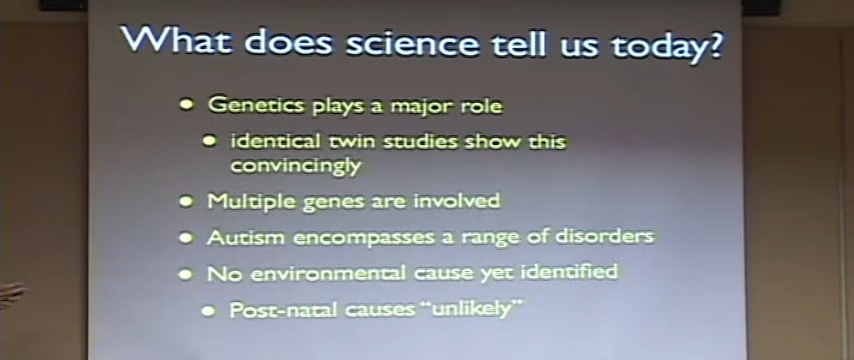 What does science tell us today?
• Genetics plays a major role
• identical twin studies show this
convincingly
• Multiple genes are involved
• Autism encompasses a range of disorders
• No environmental cause yet identified
• Post-natal causes “unlikely”